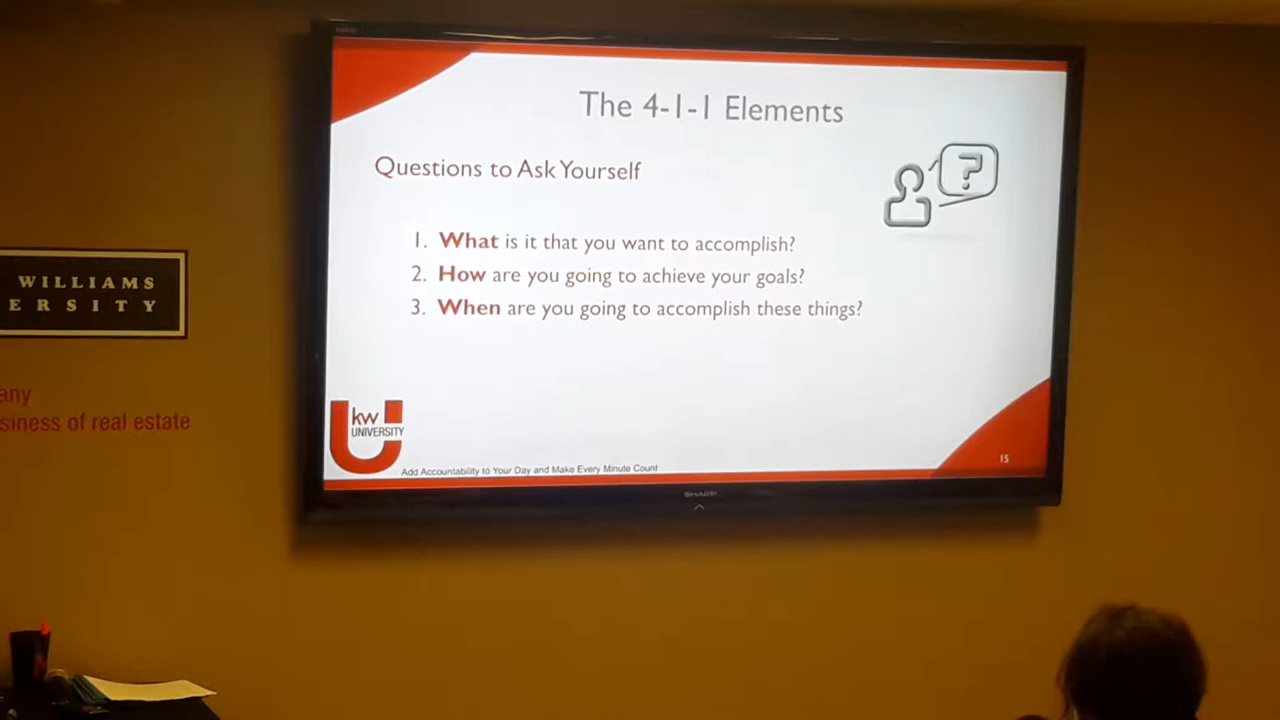 The 4-1-1 Elements
Questions to Ask Yourself
1. What is it that you want to accomplish?
2. How are you going to achieve your goals?
3. When are you going to accomplish these things?
kw
UNIVERSITY
Add Accountability to Your Day and Make Every Minute Count
15
SHARP
WILLIAMS
ERSITY
any
siness of real estate